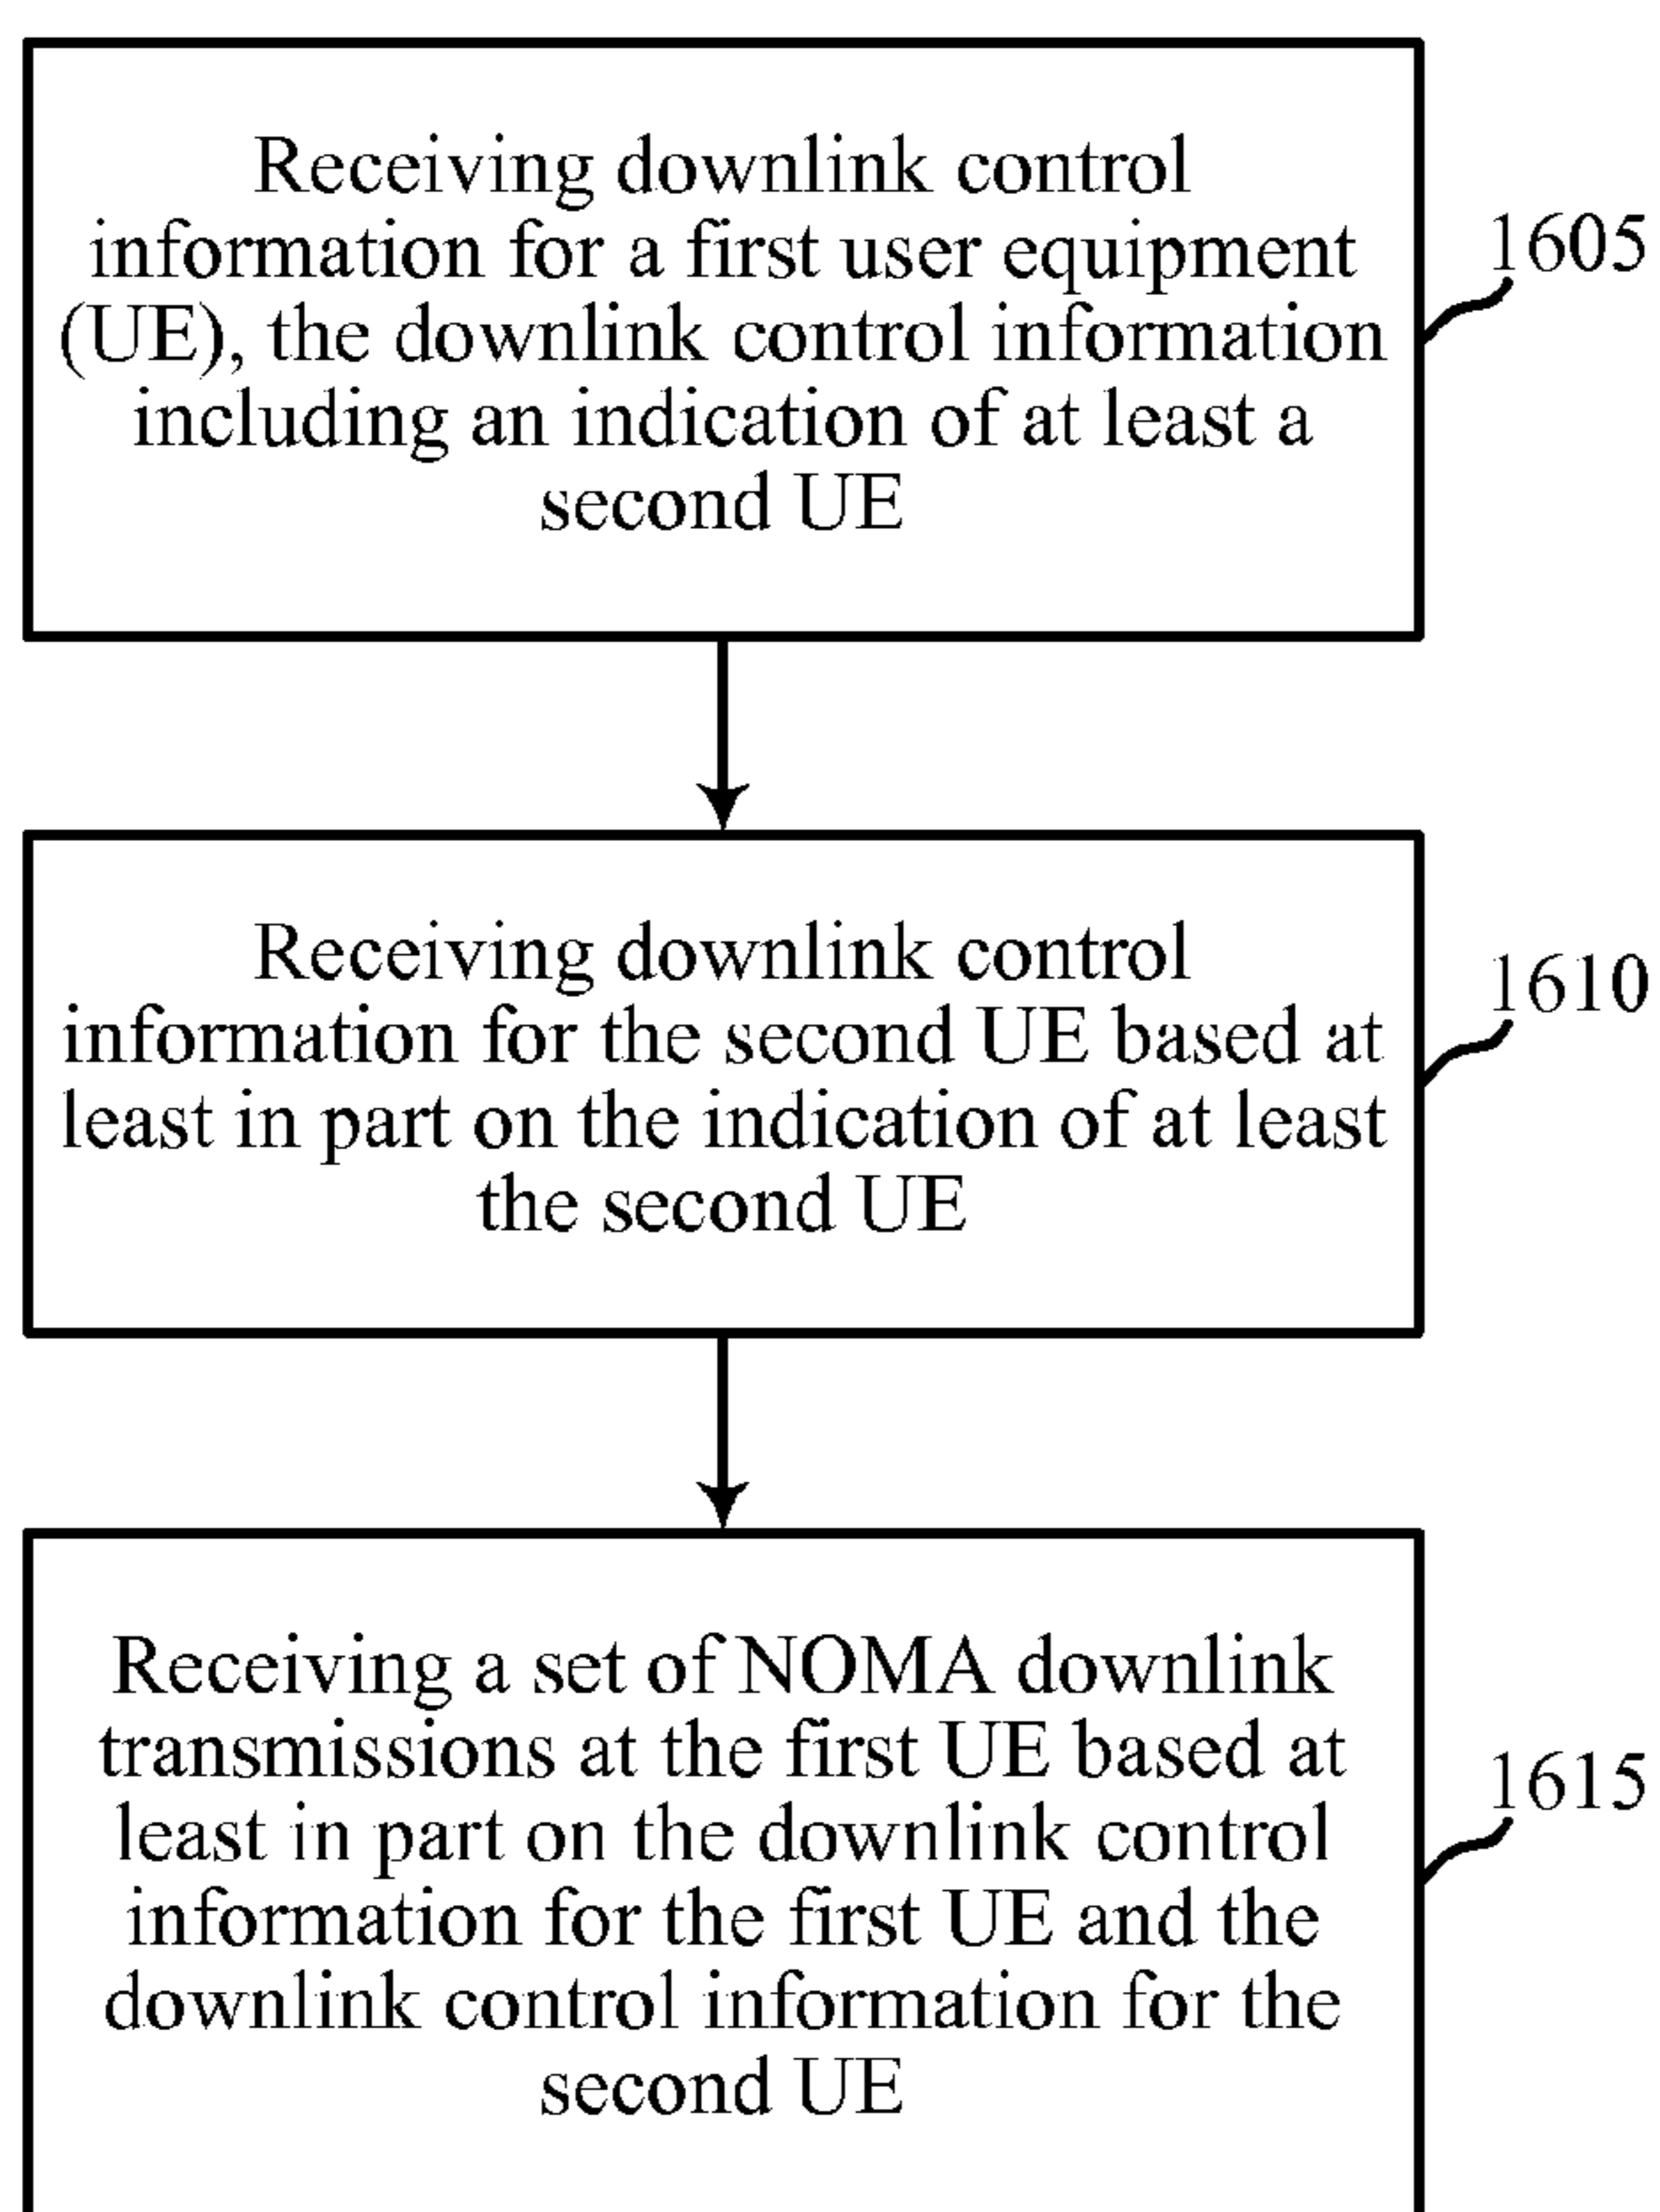 Receiving downlink control
information for a first user equipment
(UE), the downlink control information
including an indication of at least a
second UE
1605
Receiving downlink control
information for the second UE based at
least in part on the indication of at least
the second UE
1610
Receiving a set of NOMA downlink
transmissions at the first UE based at
least in part on the downlink control
information for the first UE and the
downlink control information for the
second UE
1615